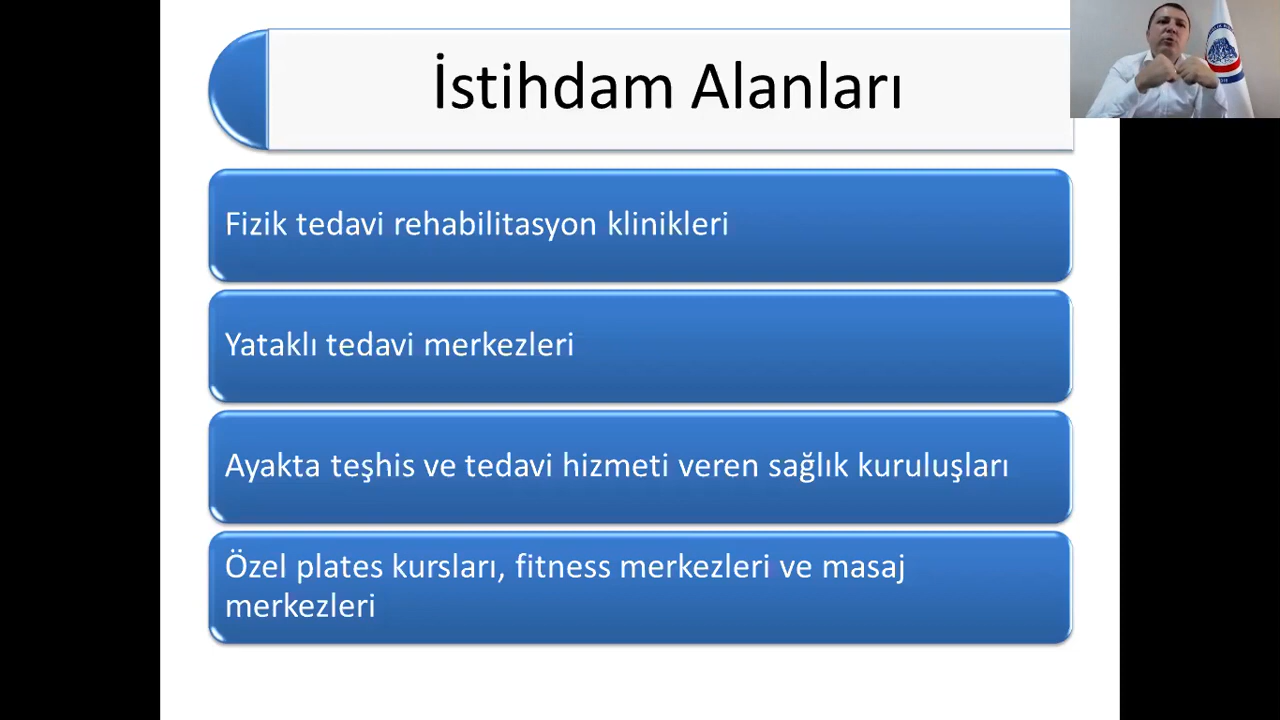 İstihdam Alanları
Fizik tedavi rehabilitasyon klinikleri
Yataklı tedavi merkezleri
Ayakta teşhis ve tedavi hizmeti veren sağlık kuruluşları
Özel plates kursları, fitness merkezleri ve masaj
merkezleri